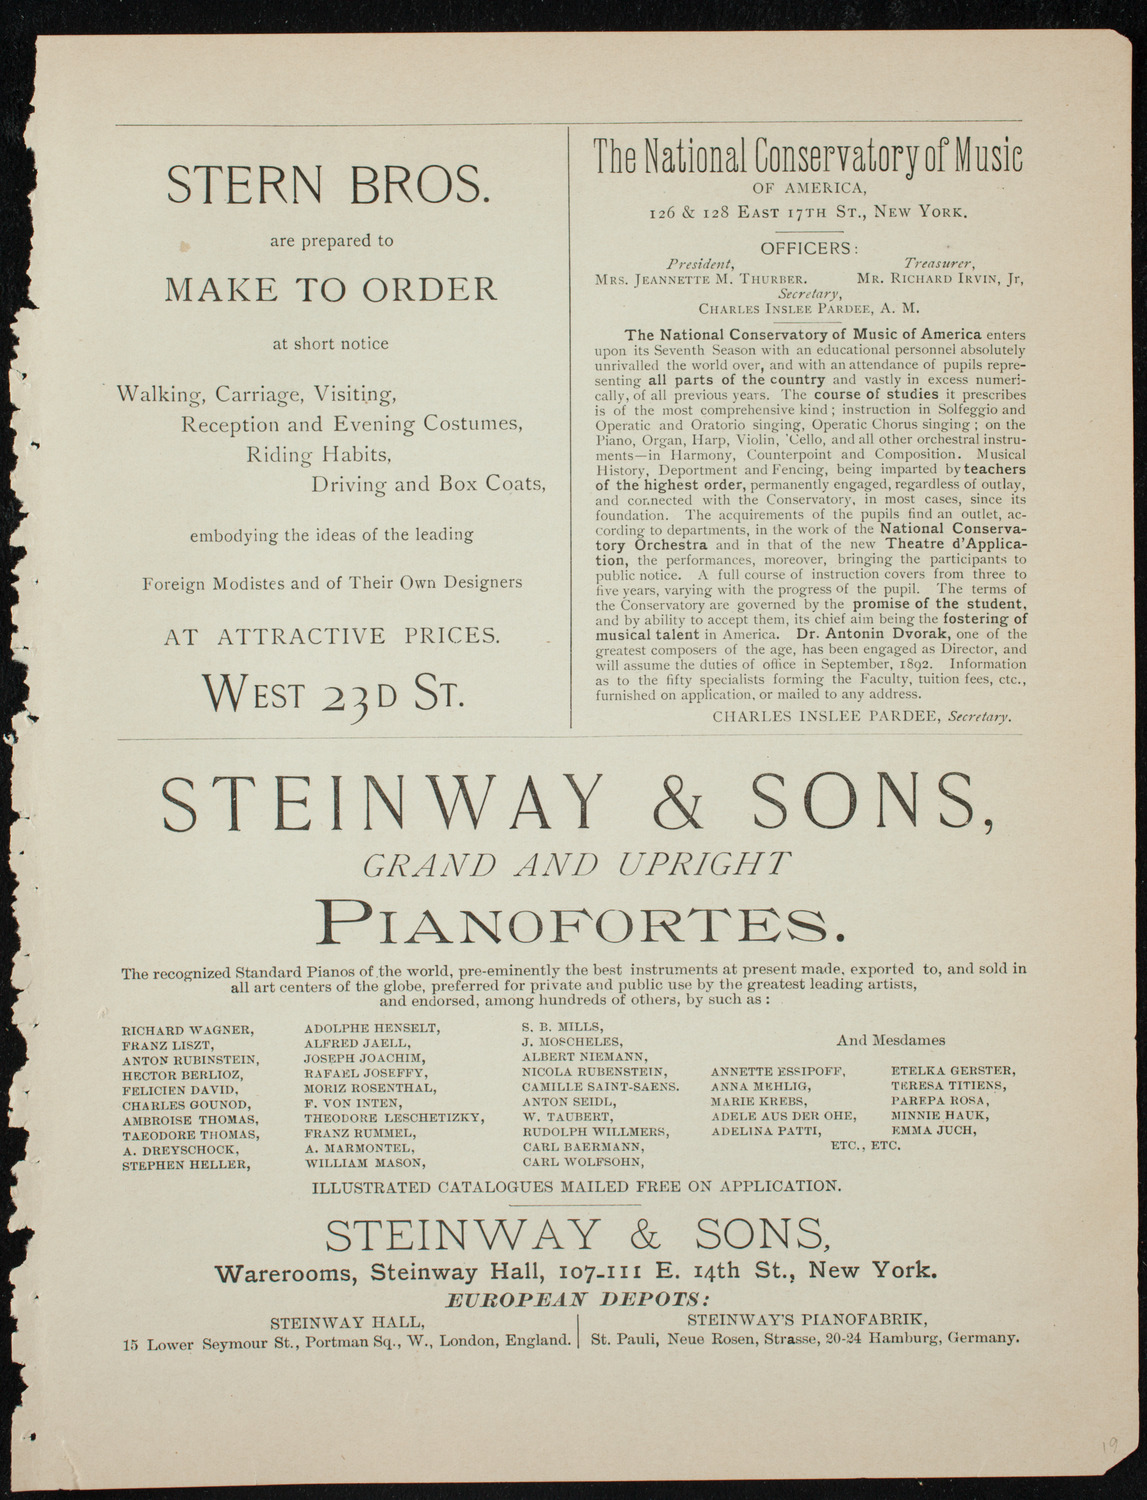 STERN BROS.
are prepared to
MAKE TO ORDER
at short notice
Walking, Carriage, Visiting,
Reception and Evening Costumes,
Riding Habits,
Driving and Box Coats,
embodying the ideas of the leading
Foreign Modistes and of Their Own Designers
AT ATTRACTIVE PRICES.
WEST 23D ST.
The National Conservatory of Music
OF AMERICA,
126 & 128 EAST 17TH ST., NEW YORK.
OFFICERS:
President, Treasurer,
MRS. JEANNETTE M. THURBER. MR. RICHARD IRVIN, Jr,
Secretary,
CHARLES INSLEE PARDEE, A. M.
The National Conservatory of Music of America enters
upon its Seventh Season with an educational personnel absolutely
unrivalled the world over, and with an attendance of pupils repre-
senting all parts of the country and vastly in excess numeri-
cally, of all previous years. The course of studies it prescribes
is of the most comprehensive kind; instruction in Solfeggio and
Operatic and Oratorio singing, Operatic Chorus singing; on the
Piano, Organ, Harp, Violin, 'Cello, and all other orchestral instru-
ments—in Harmony, Counterpoint and Composition. Musical
History, Deportment and Fencing, being imparted by teachers
of the highest order, permanently engaged, regardless of outlay,
and connected with the Conservatory, in most cases, since its
foundation. The acquirements of the pupils find an outlet, ac-
cording to departments, in the work of the National Conserva-
tory Orchestra and in that of the new Theatre d'Applica-
tion, the performances, moreover, bringing the participants to
public notice. A full course of instruction covers from three to
five years, varying with the progress of the pupil. The terms of
the Conservatory are governed by the promise of the student,
and by ability to accept them, its chief aim being the fostering of
musical talent in America. Dr. Antonin Dvorak, one of the
greatest composers of the age, has been engaged as Director, and
will assume the duties of office in September, 1892. Information
as to the fifty specialists forming the Faculty, tuition fees, etc.,
furnished on application, or mailed to any address.
CHARLES INSLEE PARDEE, Secretary.
STEINWAY & SONS,
GRAND AND UPRIGHT
PIANOFORTES.
The recognized Standard Pianos of the world, pre-eminently the best instruments at present made, exported to, and sold in
all art centers of the globe, preferred for private and public use by the greatest leading artists,
and endorsed, among hundreds of others, by such as:
RICHARD WAGNER,
FRANZ LISZT,
ANTON RUBINSTEIN,
HECTOR BERLIOZ,
FELICIEN DAVID,
CHARLES GOUNOD,
AMBROISE THOMAS,
TAEODORE THOMAS,
A. DREYSCHOCK,
STEPHEN HELLER,
ADOLPHE HENSELT,
ALFRED JAELL,
JOSEPH JOACHIM,
RAFAEL JOSEFFY,
MORIZ ROSENTHAL,
F. VON INTEN,
THEODORE LESCHETIZKY,
FRANZ RUMMEL,
A. MARMONTEL,
WILLIAM MASON,
S. B. MILLS,
J. MOSCHELES,
ALBERT NIEMANN,
NICOLA RUBENSTEIN,
CAMILLE SAINT-SAENS.
ANTON SEIDL,
W. TAUBERT,
RUDOLPH WILLMERS,
CARL BAERMANN,
CARL WOLFSOHN,
And Mesdames
ANNETTE ESSIPOFF,
ANNA MEHLIG,
MARIE KREBS,
ADELE AUS DER OHE,
ADELINA PATTI,
ETELKA GERSTER,
TERESA TITIENS,
PAREPA ROSA,
MINNIE HAUK,
EMMA JUCH,
ETC., ETC.
ILLUSTRATED CATALOGUES MAILED FREE ON APPLICATION.
STEINWAY & SONS,
Warerooms, Steinway Hall, 107-111 E. 14th St., New York.
EUROPEAN DEPOTS:
STEINWAY HALL,
15 Lower Seymour St., Portman Sq., W., London, England.
STEINWAY'S PIANOFABRIK,
St. Pauli, Neue Rosen, Strasse, 20-24 Hamburg, Germany.
19